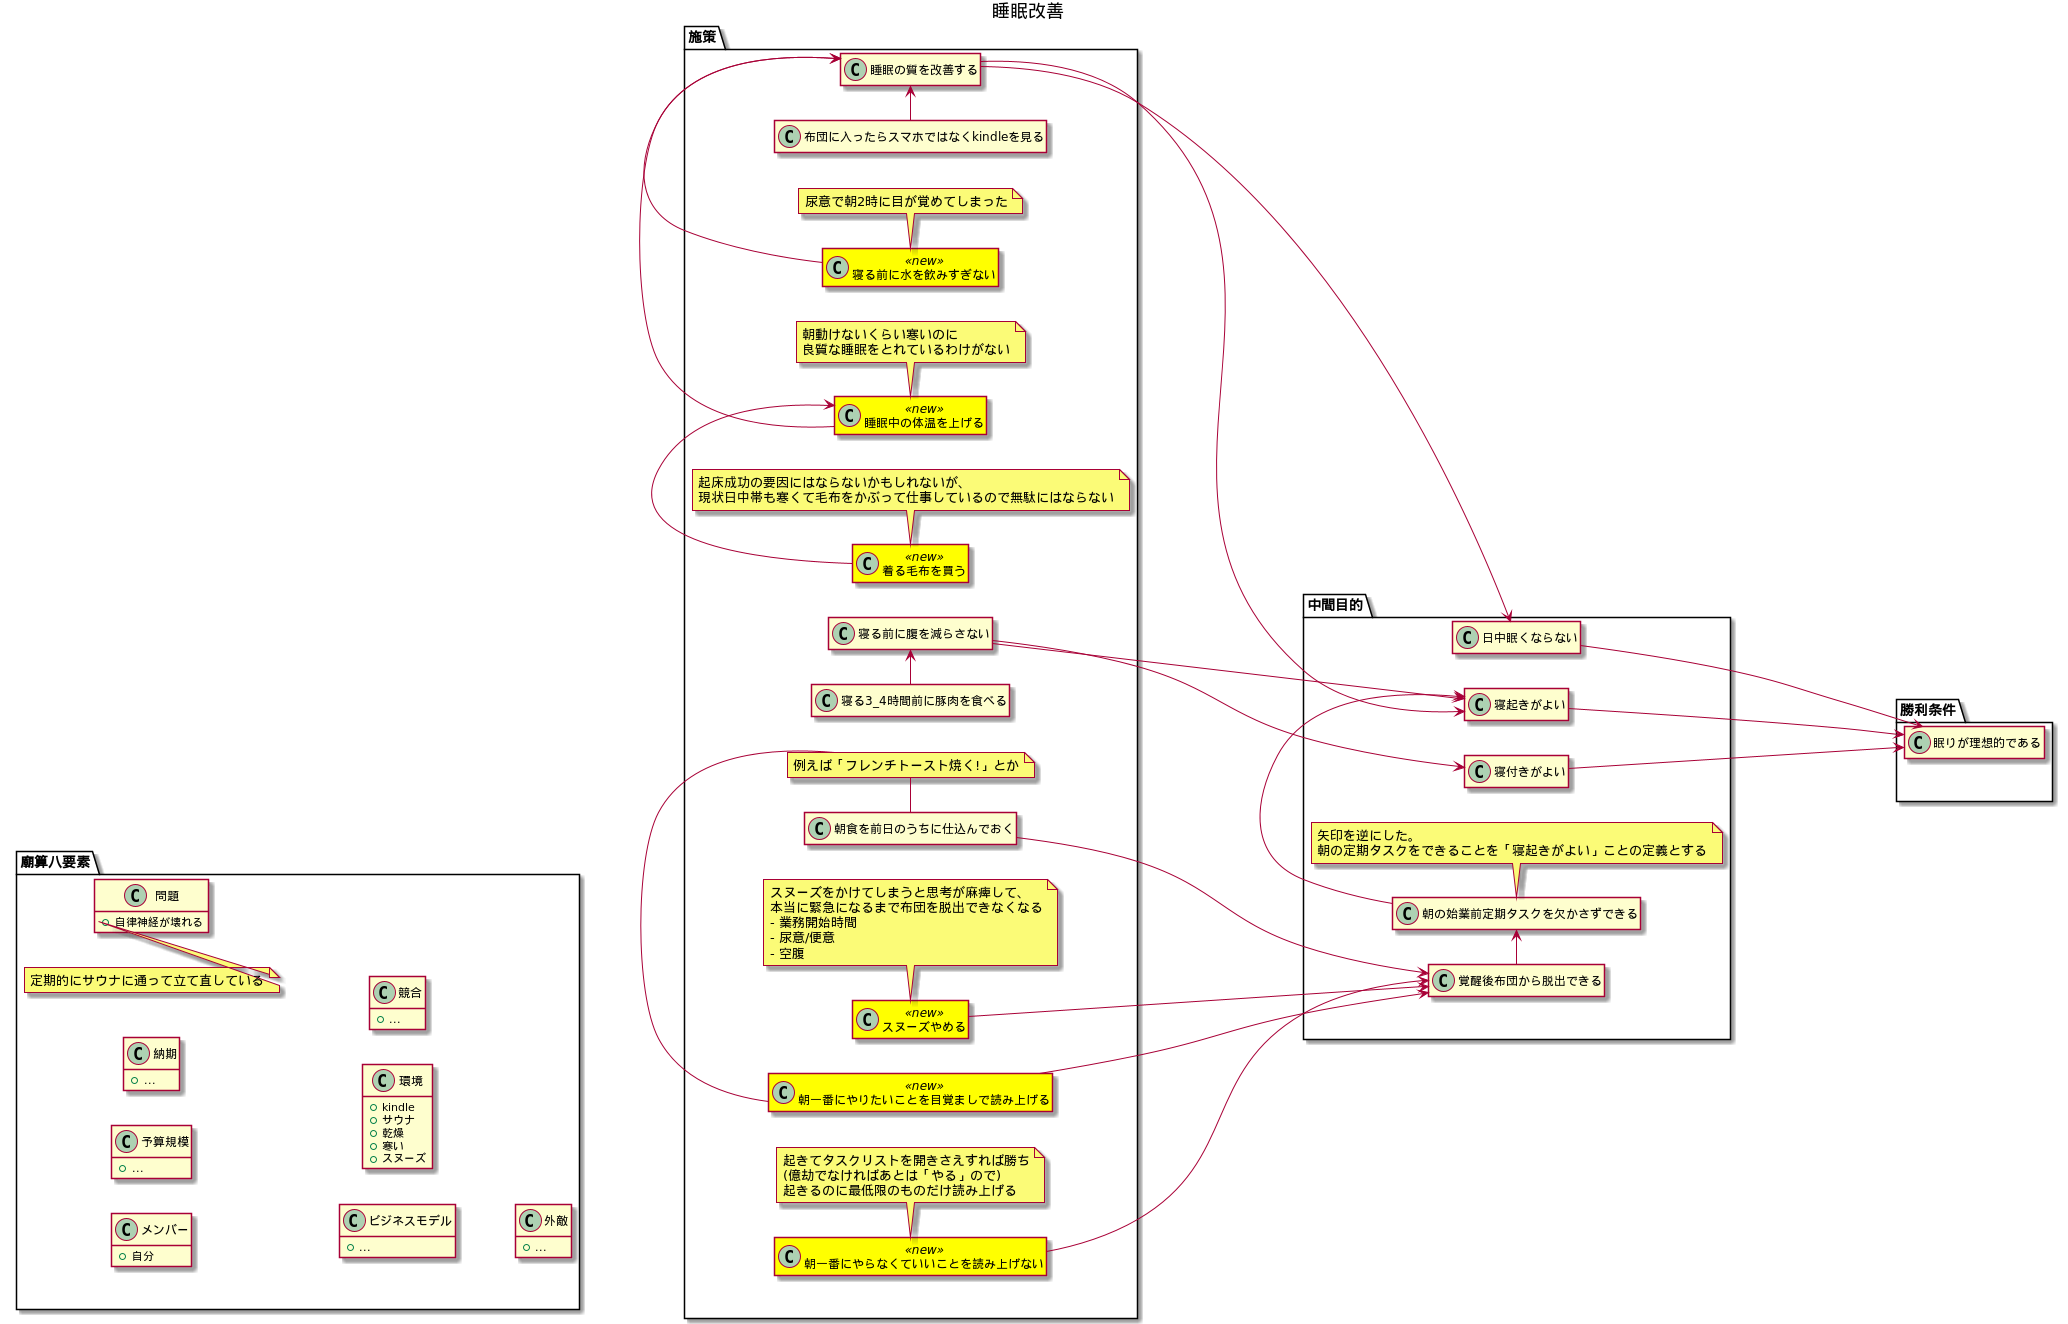 睡眠改善
施策
C 睡眠の質を改善する
C 布団に入ったらスマホではなくkindleを見る
尿意で朝2時に目が覚めてしまった
«new»
C 寝る前に水を飲みすぎない
朝動けないくらい寒いのに
良質な睡眠をとれているわけがない
«new»
C 睡眠中の体温を上げる
起床成功の要因にはならないかもしれないが、
現状日中帯も寒くて毛布をかぶって仕事しているので無駄にはならない
«new»
C 着る毛布を買う
C 寝る前に腹を減らさない
C 寝る3_4時間前に豚肉を食べる
例えば「フレンチトースト焼く!」とか
C 朝食を前日のうちに仕込んでおく
スヌーズをかけてしまうと思考が麻痺して、
本当に緊急になるまで布団を脱出できなくなる
- 業務開始時間
- 尿意/便意
- 空腹
«new»
C スヌーズやめる
«new»
C 朝一番にやりたいことを目覚ましで読み上げる
起きてタスクリストを開きさえすれば勝ち
(億劫でなければあとは「やる」ので)
起きるのに最低限のものだけ読み上げる
«new»
C 朝一番にやらなくていいことを読み上げない
中間目的
C 日中眠くならない
C 寝起きがよい
C 寝付きがよい
矢印を逆にした。
朝の定期タスクをできることを「寝起きがよい」ことの定義とする
C 朝の始業前定期タスクを欠かさずできる
C 覚醒後布団から脱出できる
勝利条件
C 眠りが理想的である
廟算八要素
C 問題
自律神経が壊れる
定期的にサウナに通って立て直している
C 納期
...
C 予算規模
...
C メンバー
自分
C 競合
...
C 環境
kindle
サウナ
乾燥
寒い
スヌーズ
C ビジネスモデル
...
C 外敵
...